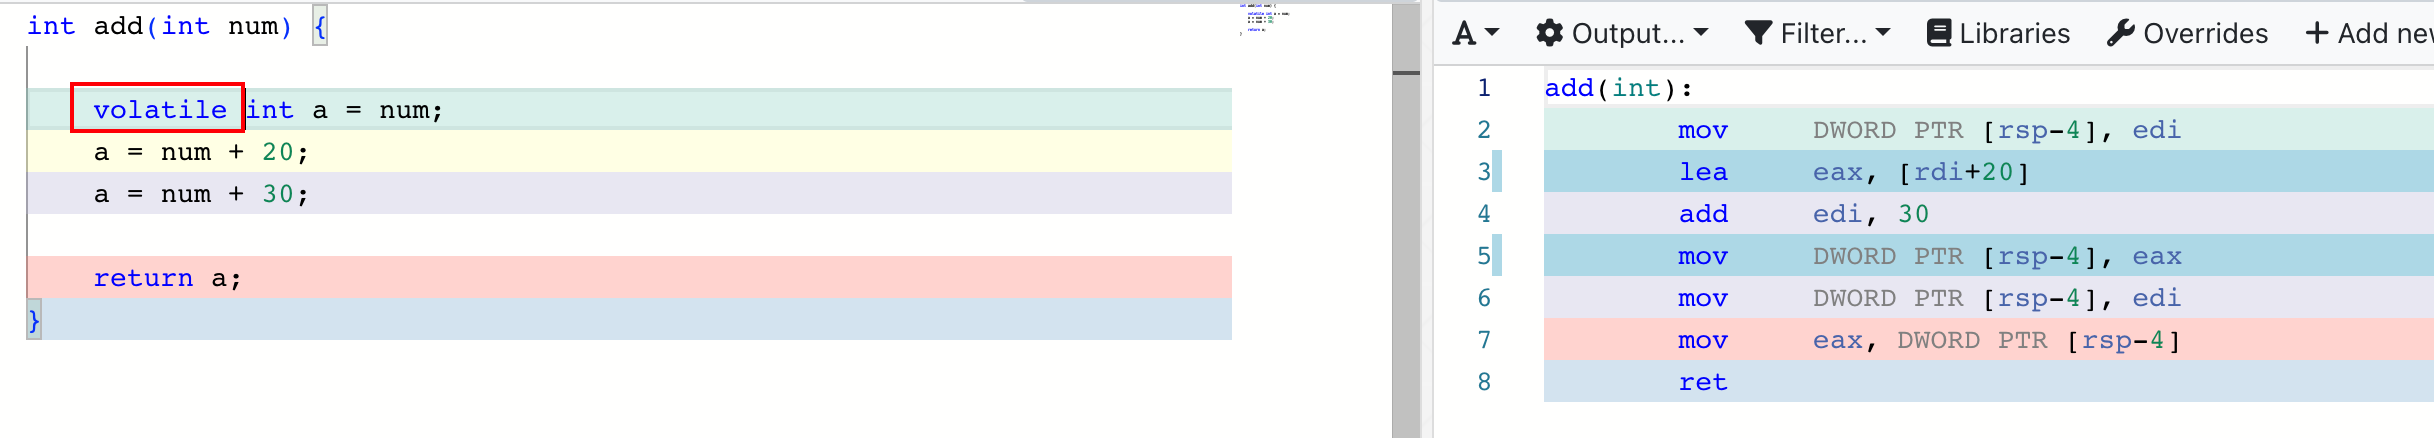 int add(int num) {
volatile int a = num;
a = num + 20;
a = num + 30;
return a;
}
A Output... Filter... Libraries Overrides + Add new
1 add(int):
2 mov DWORD PTR [rsp-4], edi
3 lea eax, [rdi+20]
4 add edi, 30
5 mov DWORD PTR [rsp-4], eax
6 mov DWORD PTR [rsp-4], edi
7 mov eax, DWORD PTR [rsp-4]
8 ret